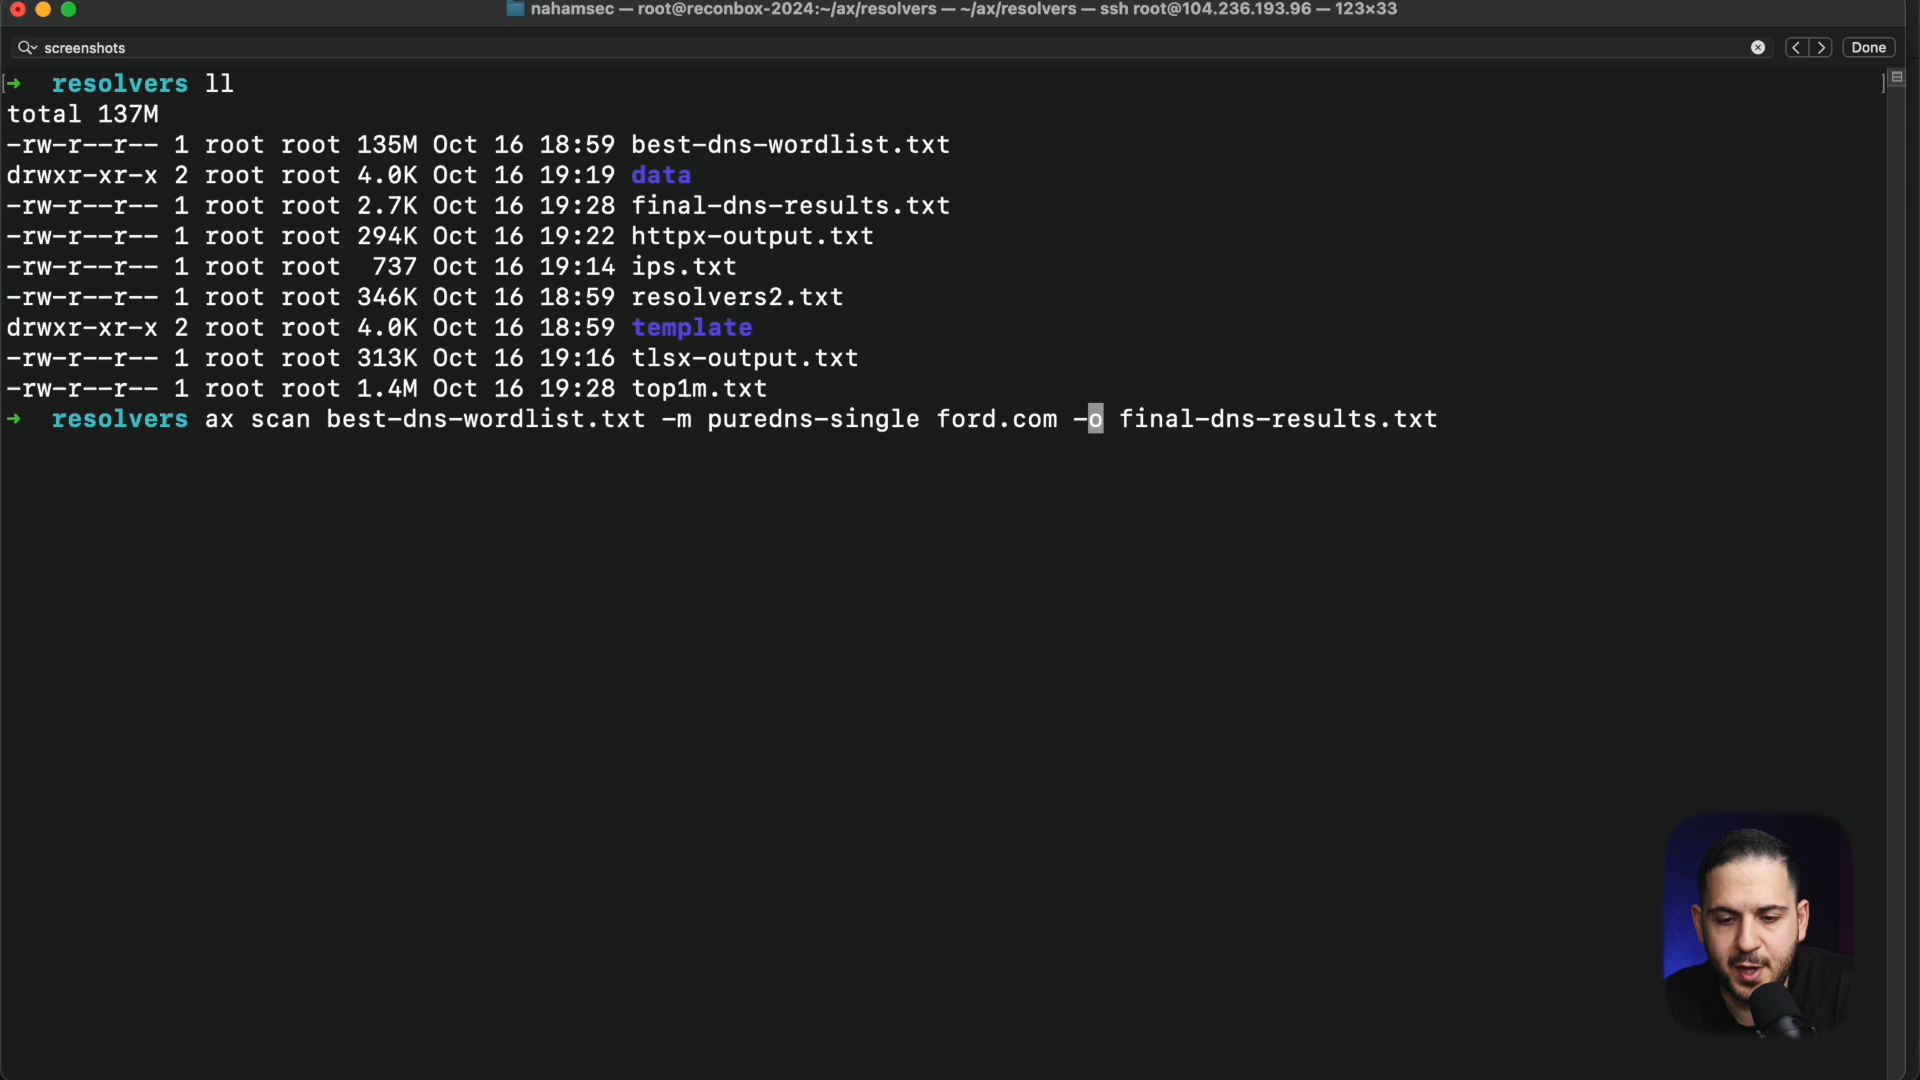 nahamsec — root@reconbox-2024:~/ax/resolvers — ~/ax/resolvers — ssh root@104.236.193.96 — 123×33
screenshots
Done
[➜ resolvers ll ]
total 137M
-rw-r--r-- 1 root root 135M Oct 16 18:59 best-dns-wordlist.txt
drwxr-xr-x 2 root root 4.0K Oct 16 19:19 data
-rw-r--r-- 1 root root 2.7K Oct 16 19:28 final-dns-results.txt
-rw-r--r-- 1 root root 294K Oct 16 19:22 httpx-output.txt
-rw-r--r-- 1 root root  737 Oct 16 19:14 ips.txt
-rw-r--r-- 1 root root 346K Oct 16 18:59 resolvers2.txt
drwxr-xr-x 2 root root 4.0K Oct 16 18:59 template
-rw-r--r-- 1 root root 313K Oct 16 19:16 tlsx-output.txt
-rw-r--r-- 1 root root 1.4M Oct 16 19:28 top1m.txt
➜ resolvers ax scan best-dns-wordlist.txt -m puredns-single ford.com -o final-dns-results.txt